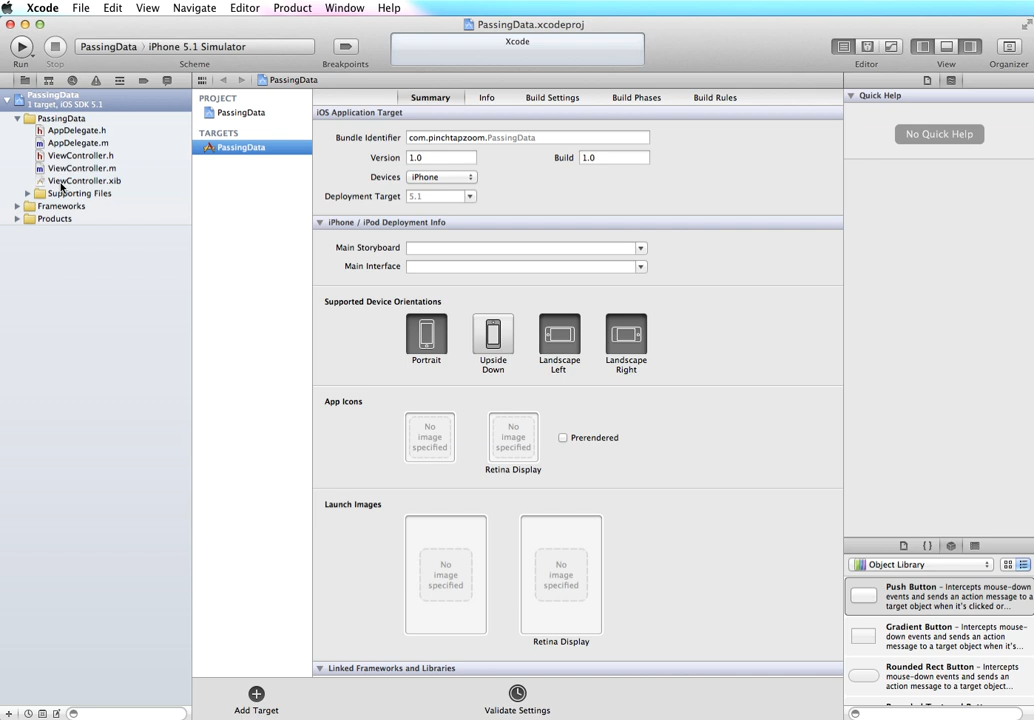 Xcode File Edit View Navigate Editor Product Window Help
PassingData.xcodeproj
PassingData › iPhone 5.1 Simulator
Xcode
Run Stop Scheme Breakpoints Editor View Organizer
PassingData
1 target, iOS SDK 5.1
PassingData
AppDelegate.h
AppDelegate.m
ViewController.h
ViewController.m
ViewController.xib
Supporting Files
Frameworks
Products
PassingData
PROJECT
PassingData
TARGETS
PassingData
Summary Info Build Settings Build Phases Build Rules
iOS Application Target
Bundle Identifier com.pinchtapzoom.PassingData
Version 1.0 Build 1.0
Devices iPhone
Deployment Target 5.1
iPhone / iPod Deployment Info
Main Storyboard
Main Interface
Supported Device Orientations
Portrait
Upside
Down
Landscape
Left
Landscape
Right
App Icons
No
image
specified
No
image
specified
Prerendered
Retina Display
Launch Images
No
image
specified
No
image
specified
Retina Display
Linked Frameworks and Libraries
Add Target
Validate Settings
Quick Help
No Quick Help
{ }
Object Library
Push Button – Intercepts mouse-down
events and sends an action message to a
target object when it's clicked or...
Gradient Button – Intercepts mouse-
down events and sends an action
message to a target object when it's...
Rounded Rect Button – Intercepts
mouse-down events and sends an
action message to a target object...